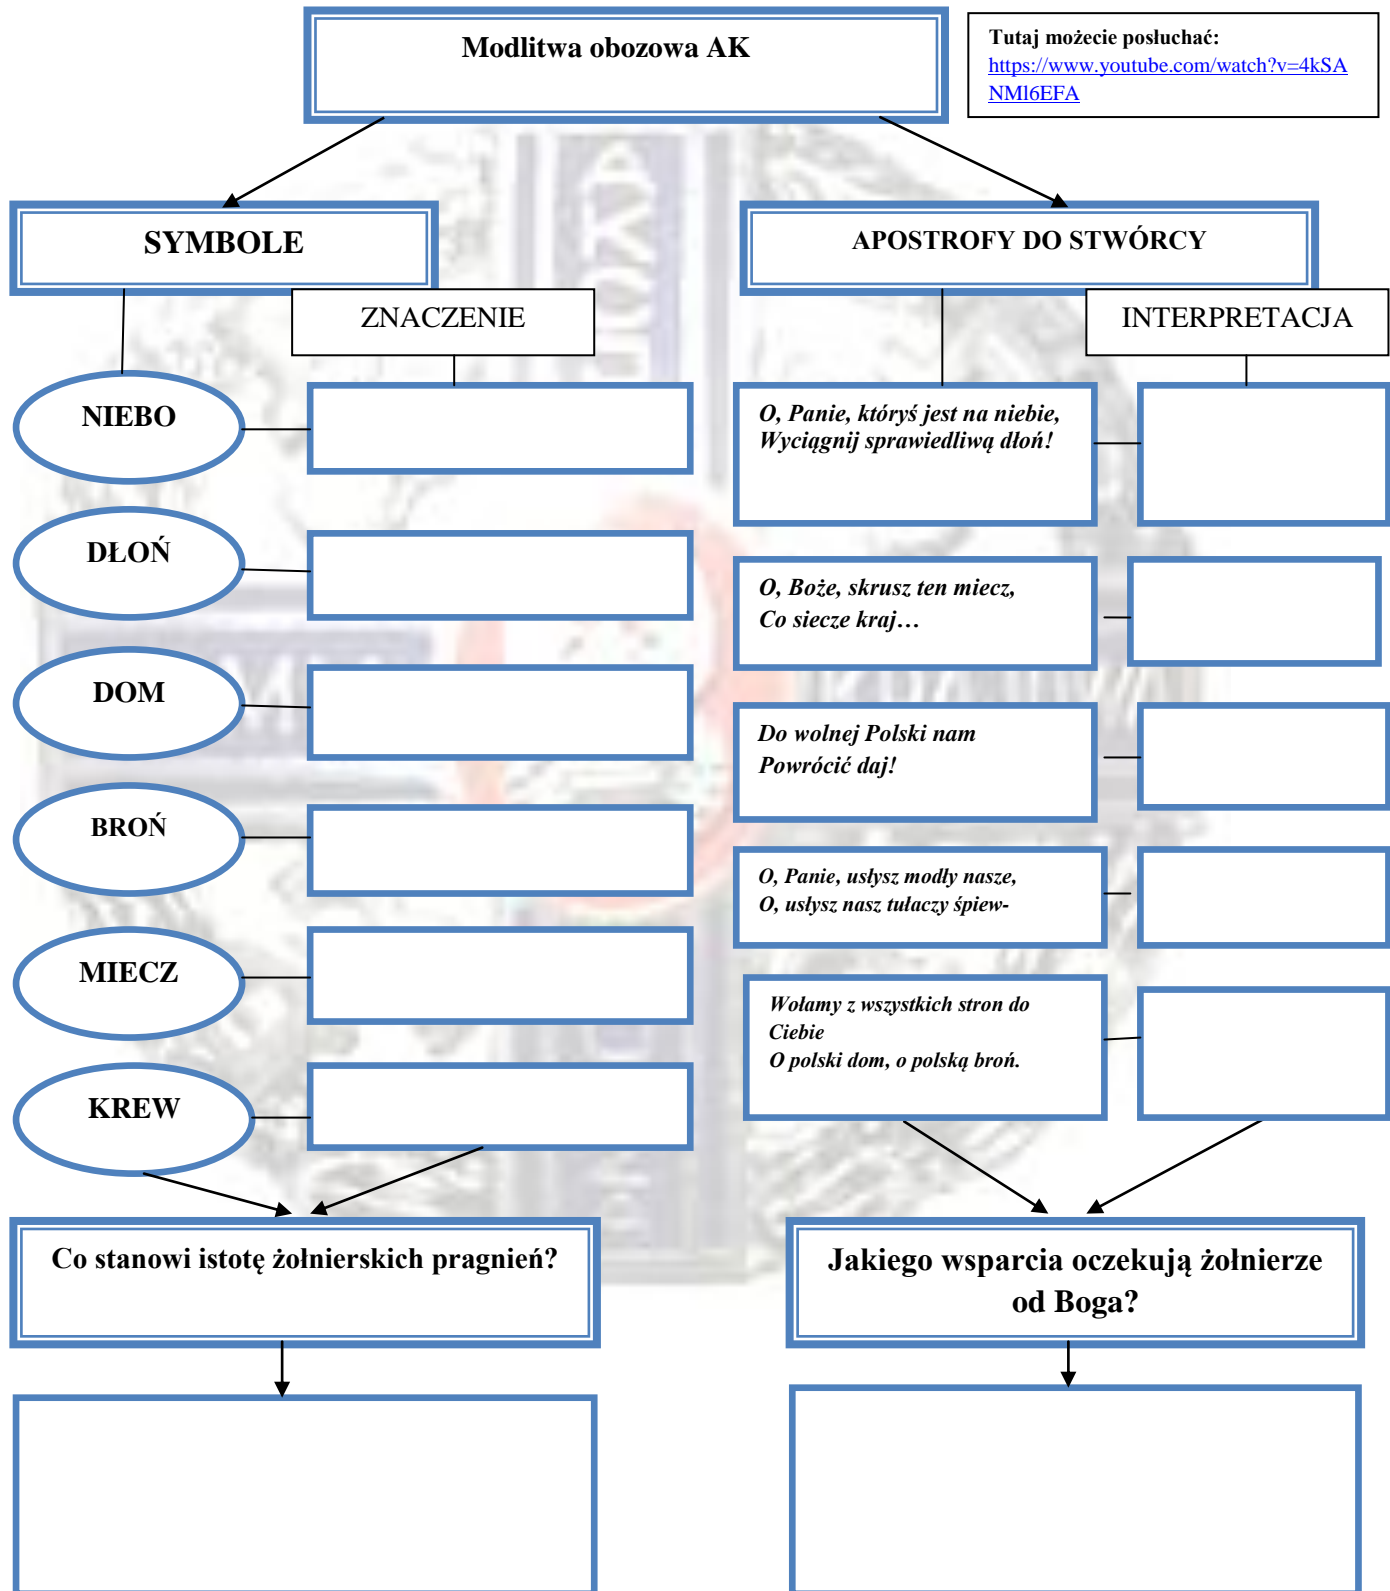 Modlitwa obozowa AK
Tutaj możecie posłuchać:
https://www.youtube.com/watch?v=4kSA
NMl6EFA
SYMBOLE
ZNACZENIE
NIEBO
DŁOŃ
DOM
BROŃ
MIECZ
KREW
APOSTROFY DO STWÓRCY
INTERPRETACJA
O, Panie, któryś jest na niebie,
Wyciągnij sprawiedliwą dłoń!
O, Boże, skrusz ten miecz,
Co siecze kraj…
Do wolnej Polski nam
Powrócić daj!
O, Panie, usłysz modły nasze,
O, usłysz nasz tułaczy śpiew-
Wołamy z wszystkich stron do
Ciebie
O polski dom, o polską broń.
Co stanowi istotę żołnierskich pragnień?
Jakiego wsparcia oczekują żołnierze
od Boga?